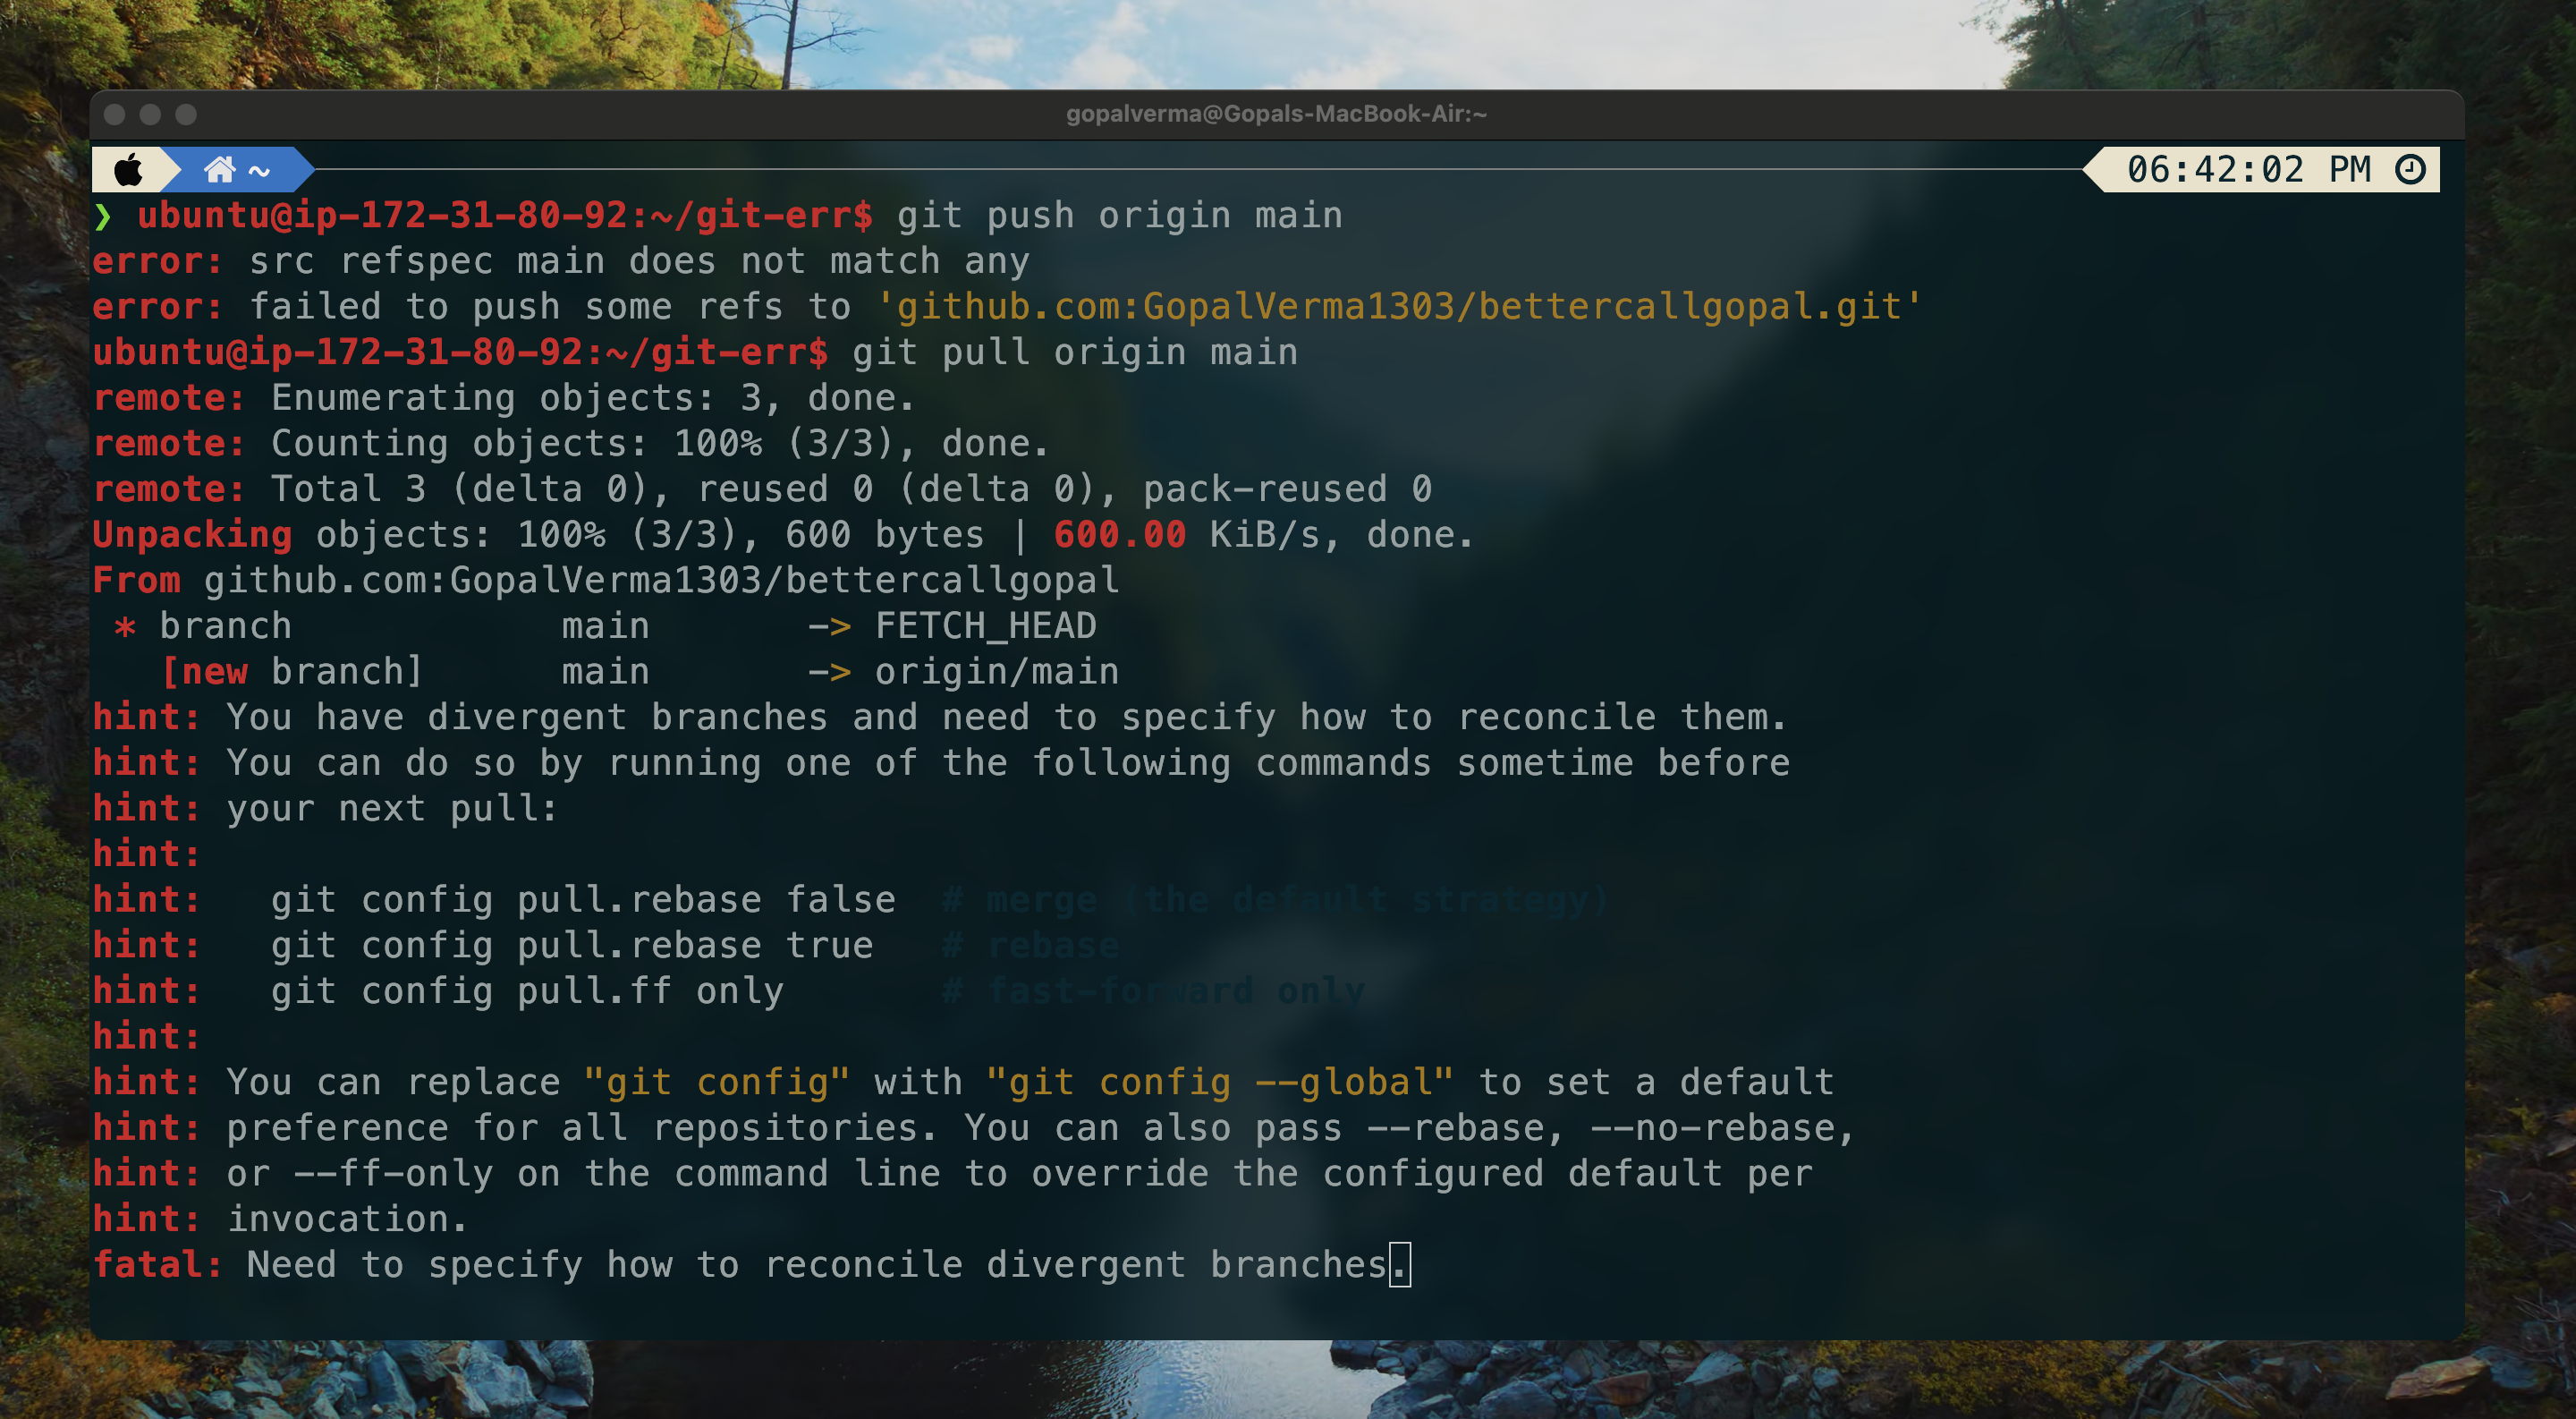 gopalverma@Gopals-MacBook-Air:~
~ 06:42:02 PM
❯ ubuntu@ip-172-31-80-92:~/git-err$ git push origin main
error: src refspec main does not match any
error: failed to push some refs to 'github.com:GopalVerma1303/bettercallgopal.git'
ubuntu@ip-172-31-80-92:~/git-err$ git pull origin main
remote: Enumerating objects: 3, done.
remote: Counting objects: 100% (3/3), done.
remote: Total 3 (delta 0), reused 0 (delta 0), pack-reused 0
Unpacking objects: 100% (3/3), 600 bytes | 600.00 KiB/s, done.
From github.com:GopalVerma1303/bettercallgopal
 * branch            main       -> FETCH_HEAD
   [new branch]      main       -> origin/main
hint: You have divergent branches and need to specify how to reconcile them.
hint: You can do so by running one of the following commands sometime before
hint: your next pull:
hint:
hint:   git config pull.rebase false  # merge (the default strategy)
hint:   git config pull.rebase true   # rebase
hint:   git config pull.ff only       # fast-forward only
hint:
hint: You can replace "git config" with "git config --global" to set a default
hint: preference for all repositories. You can also pass --rebase, --no-rebase,
hint: or --ff-only on the command line to override the configured default per
hint: invocation.
fatal: Need to specify how to reconcile divergent branches.